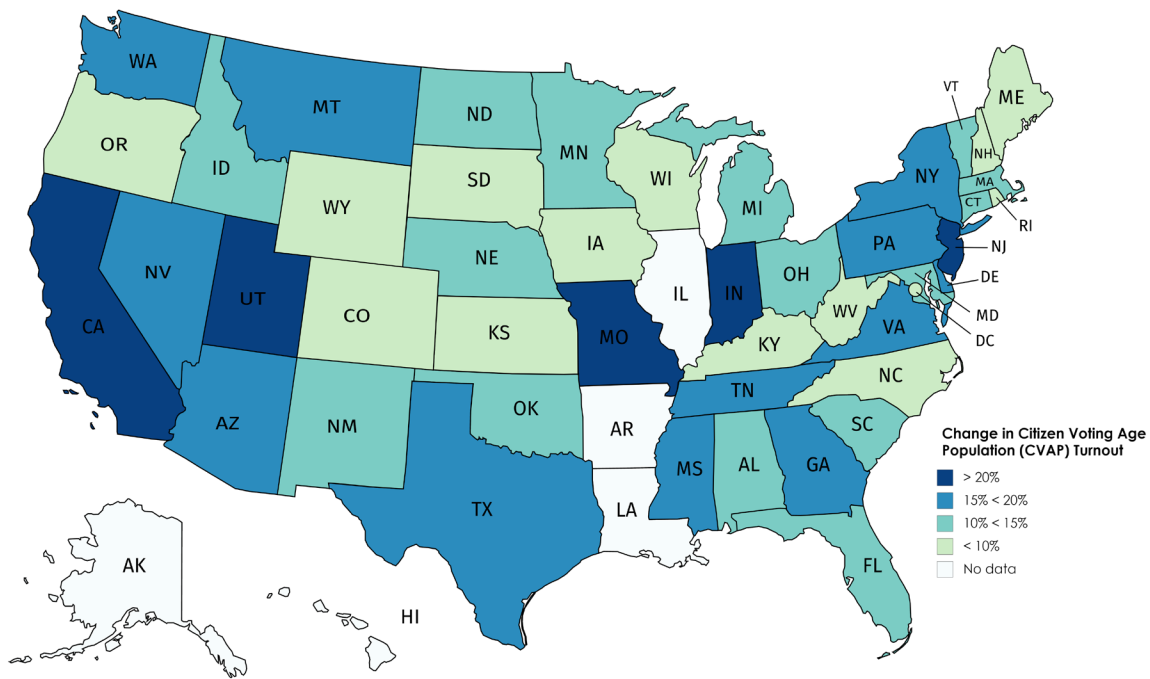 WA
MT
ND
MN
VT
ME
OR
ID
SD
WI
MI
NH
NY
MA
CT
RI
WY
NE
IA
PA
NJ
NV
UT
CO
KS
MO
IL
IN
OH
WV
VA
DE
MD
DC
CA
KY
AZ
NM
OK
AR
TN
NC
SC
TX
LA
MS
AL
GA
FL
AK
HI
Change in Citizen Voting Age
Population (CVAP) Turnout
> 20%
15% < 20%
10% < 15%
< 10%
No data